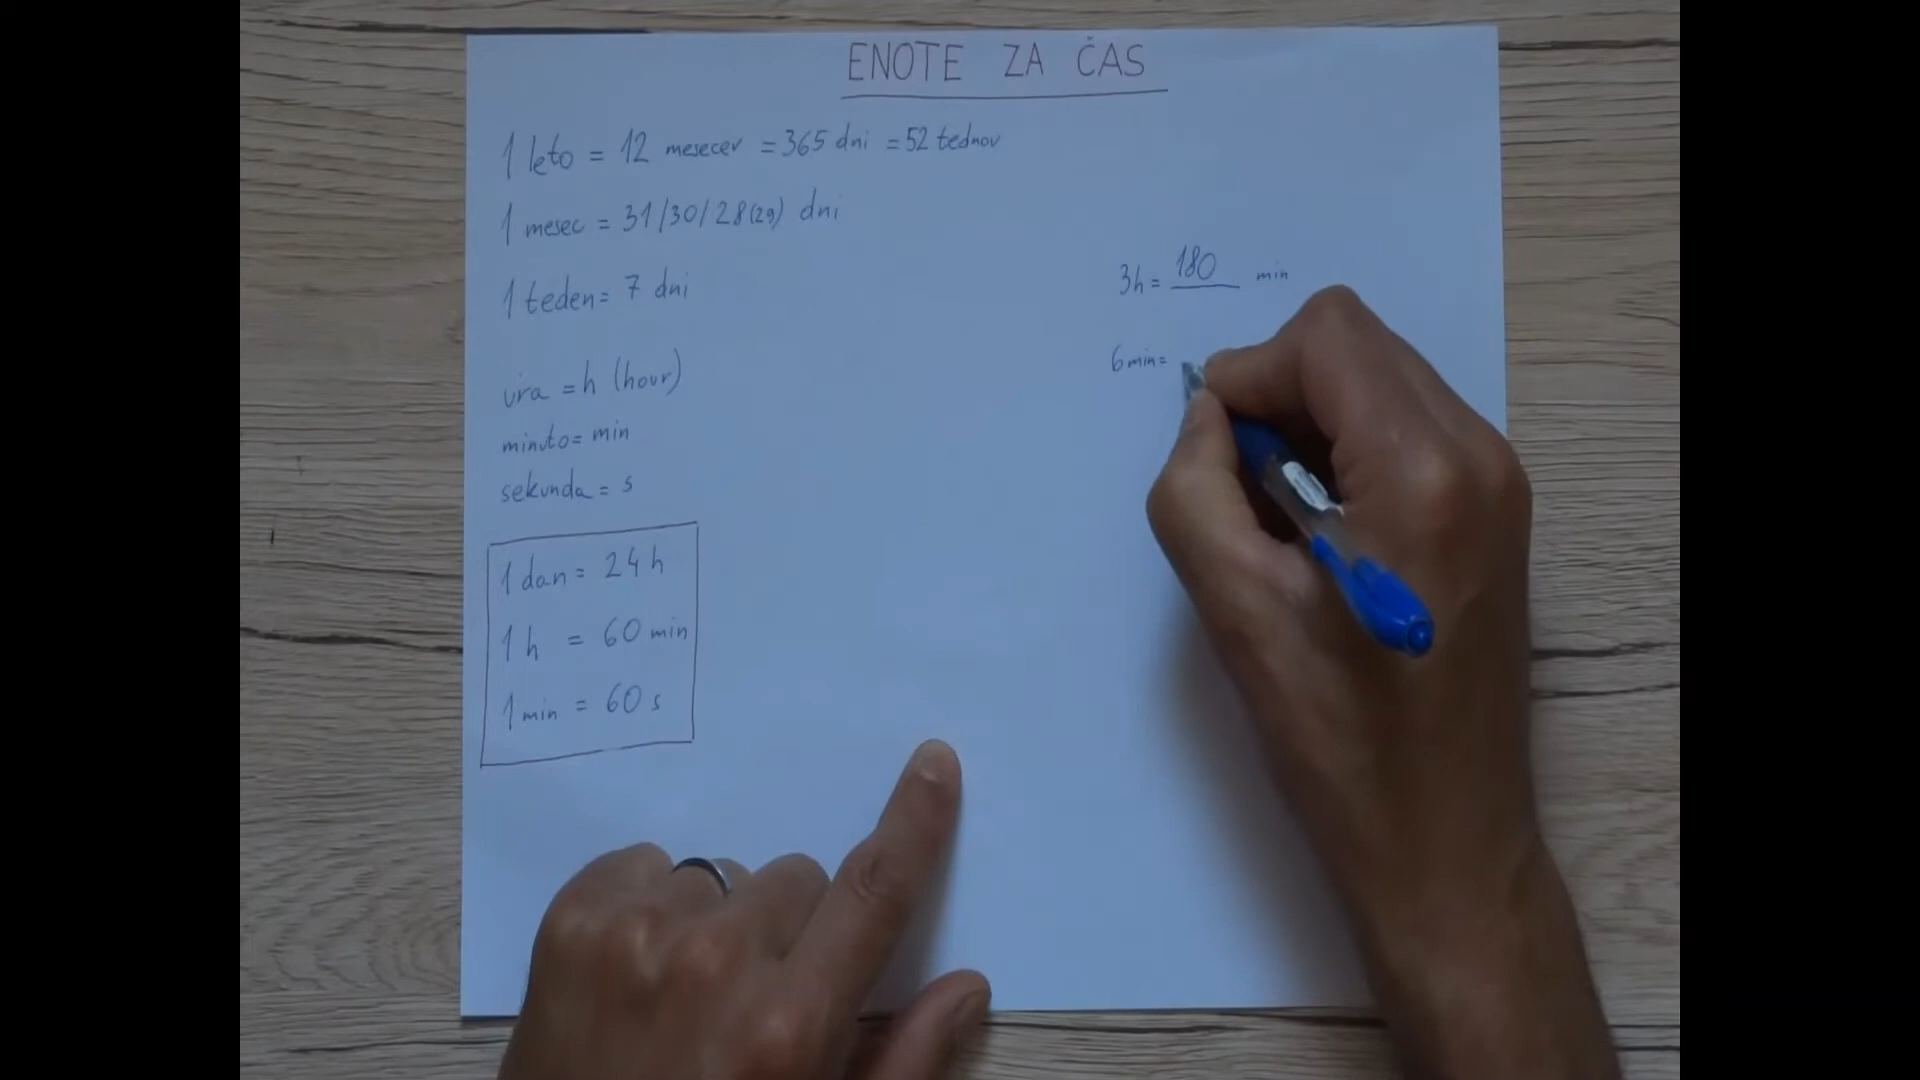 ENOTE ZA ČAS
1 leto = 12 mesecev = 365 dni = 52 tednov
1 mesec = 31/30/28(29) dni
1 teden = 7 dni
ura = h (hour)
minuto = min
sekunda = s
1 dan = 24 h
1 h = 60 min
1 min = 60 s
3h = 180 min
6 min =